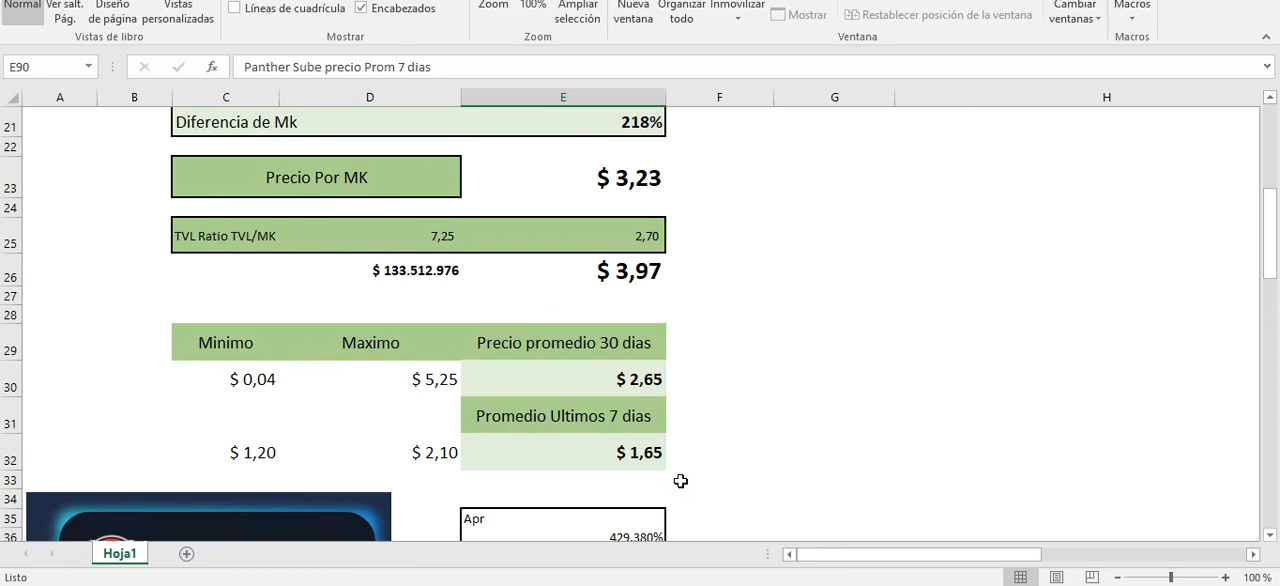 Normal Ver salt. Diseño Vistas
Pág. de página personalizadas
Vistas de libro
Líneas de cuadrícula Encabezados
Mostrar
Zoom 100% Ampliar
selección
Zoom
Nueva Organizar Inmovilizar
ventana todo
Mostrar Restablecer posición de la ventana
Cambiar
ventanas
Ventana
Macros
Macros
E90 fx Panther Sube precio Prom 7 dias
A B C D E F G H
21 Diferencia de Mk 218%
22
23 Precio Por MK $ 3,23
24
25 TVL Ratio TVL/MK 7,25 2,70
26 $ 133.512.976 $ 3,97
27
28
29 Minimo Maximo Precio promedio 30 dias
30 $ 0,04 $ 5,25 $ 2,65
31 Promedio Ultimos 7 dias
32 $ 1,20 $ 2,10 $ 1,65
33
34
35 Apr
36 429,380%
Hoja1
Listo 100 %